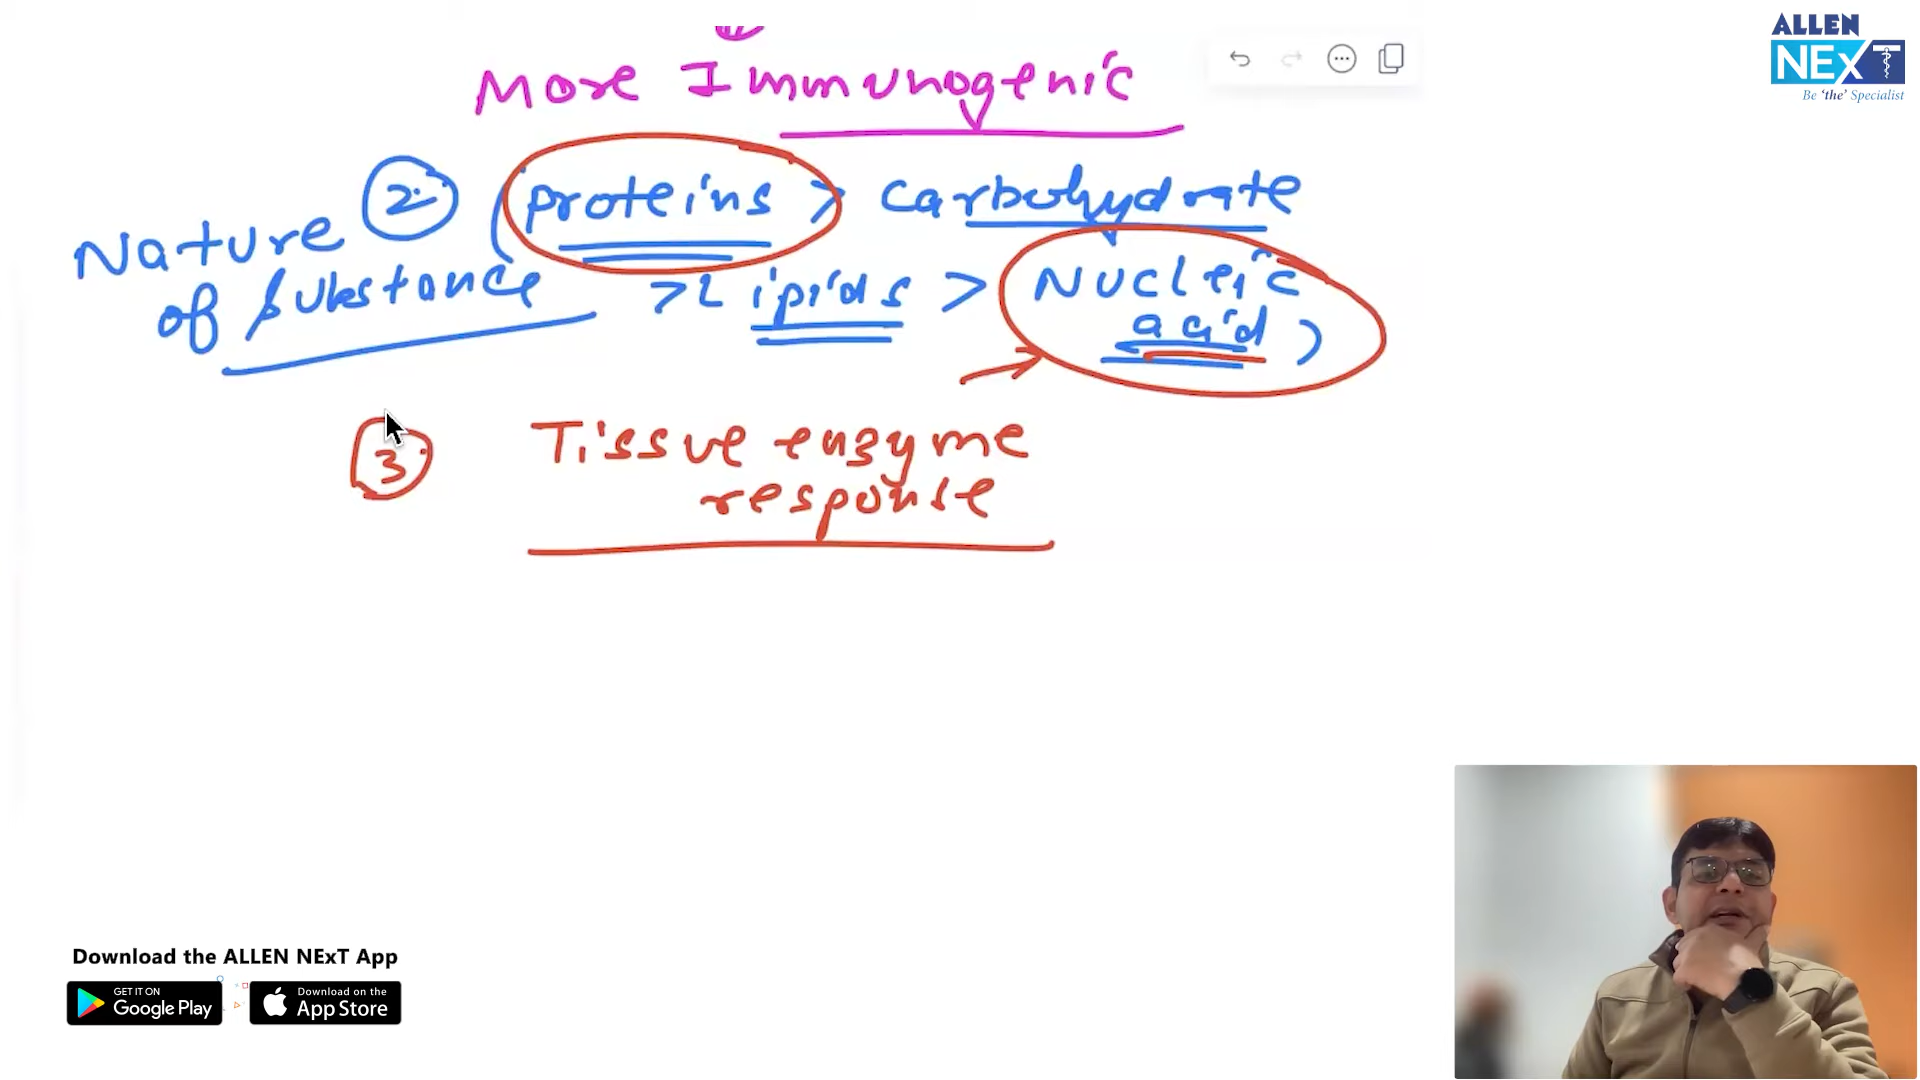 ALLEN
NEXT
Be 'the' Specialist
More Immunogenic
② (proteins > carbohydrate
Nature
of substance
> Lipids > Nucleic
acid)
③ Tissue enzyme
response
Download the ALLEN NExT App
GET IT ON
Google Play
Download on the
App Store